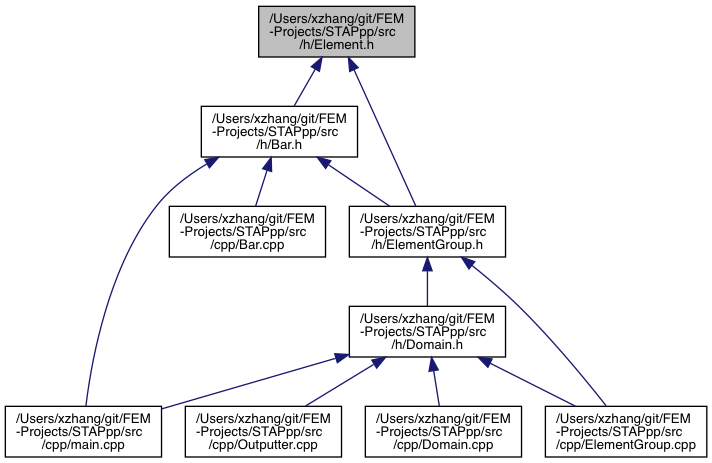 /Users/xzhang/git/FEM
-Projects/STAPpp/src
/h/Element.h
/Users/xzhang/git/FEM
-Projects/STAPpp/src
/h/Bar.h
/Users/xzhang/git/FEM
-Projects/STAPpp/src
/cpp/Bar.cpp
/Users/xzhang/git/FEM
-Projects/STAPpp/src
/h/ElementGroup.h
/Users/xzhang/git/FEM
-Projects/STAPpp/src
/h/Domain.h
/Users/xzhang/git/FEM
-Projects/STAPpp/src
/cpp/main.cpp
/Users/xzhang/git/FEM
-Projects/STAPpp/src
/cpp/Outputter.cpp
/Users/xzhang/git/FEM
-Projects/STAPpp/src
/cpp/Domain.cpp
/Users/xzhang/git/FEM
-Projects/STAPpp/src
/cpp/ElementGroup.cpp